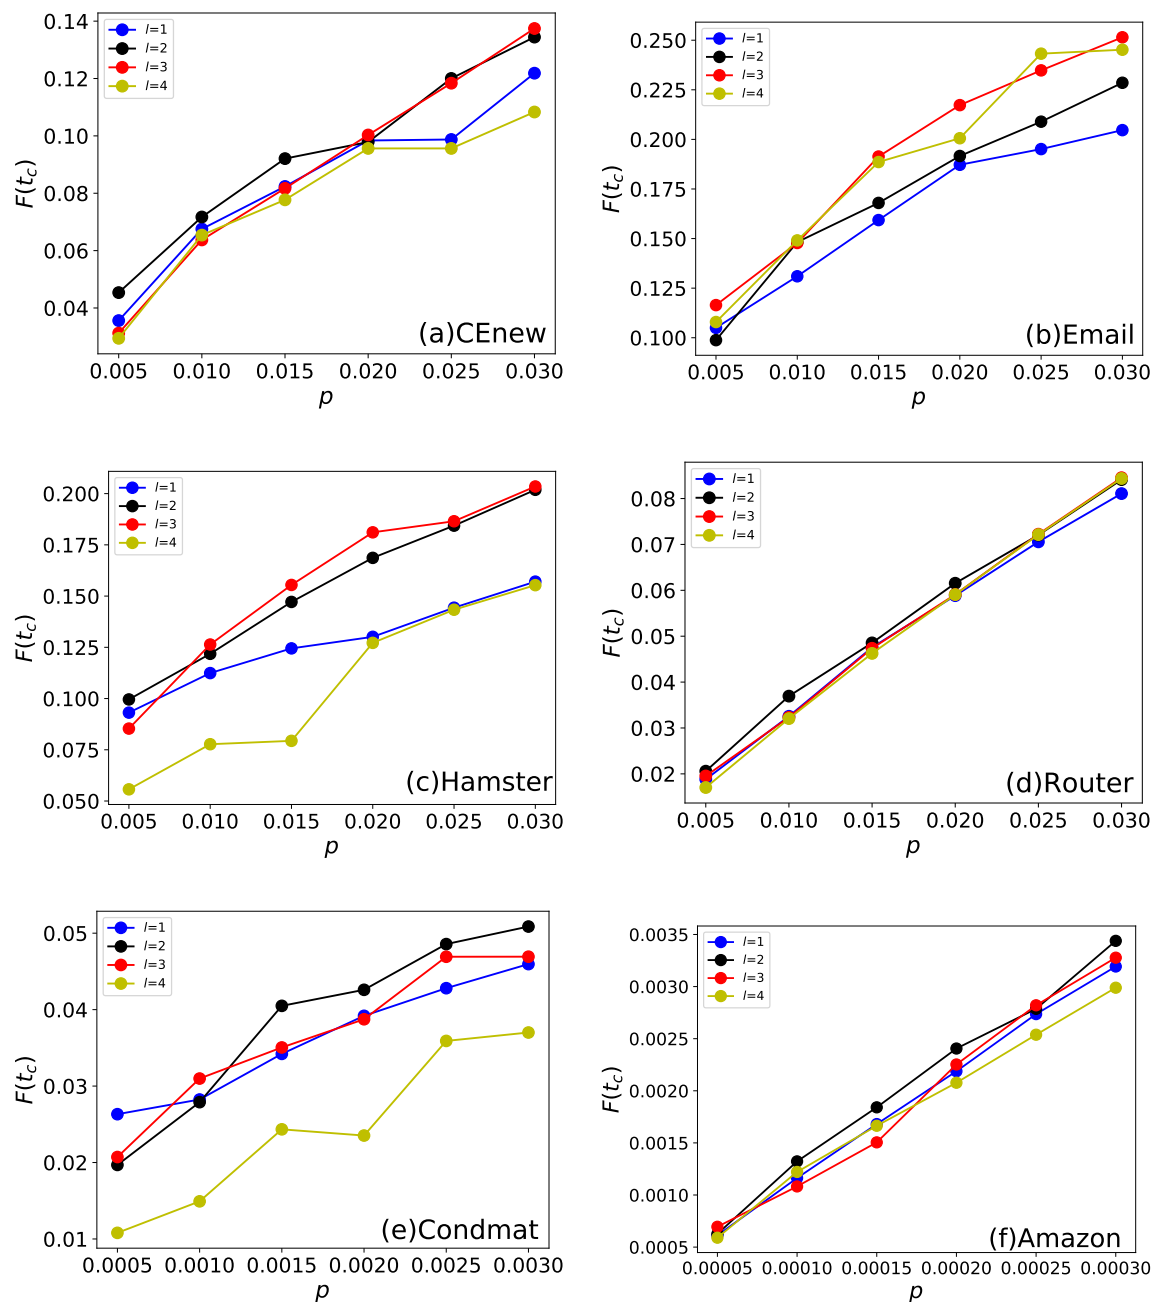 0.14
0.12
0.10
0.08
0.06
0.04
F(t_c)
l=1
l=2
l=3
l=4
(a)CEnew
0.005 0.010 0.015 0.020 0.025 0.030
p
0.250
0.225
0.200
0.175
0.150
0.125
0.100
F(t_c)
l=1
l=2
l=3
l=4
(b)Email
0.005 0.010 0.015 0.020 0.025 0.030
p
0.200
0.175
0.150
0.125
0.100
0.075
0.050
F(t_c)
l=1
l=2
l=3
l=4
(c)Hamster
0.005 0.010 0.015 0.020 0.025 0.030
p
0.08
0.07
0.06
0.05
0.04
0.03
0.02
F(t_c)
l=1
l=2
l=3
l=4
(d)Router
0.005 0.010 0.015 0.020 0.025 0.030
p
0.05
0.04
0.03
0.02
0.01
F(t_c)
l=1
l=2
l=3
l=4
(e)Condmat
0.0005 0.0010 0.0015 0.0020 0.0025 0.0030
p
0.0035
0.0030
0.0025
0.0020
0.0015
0.0010
0.0005
F(t_c)
l=1
l=2
l=3
l=4
(f)Amazon
0.00005 0.00010 0.00015 0.00020 0.00025 0.00030
p